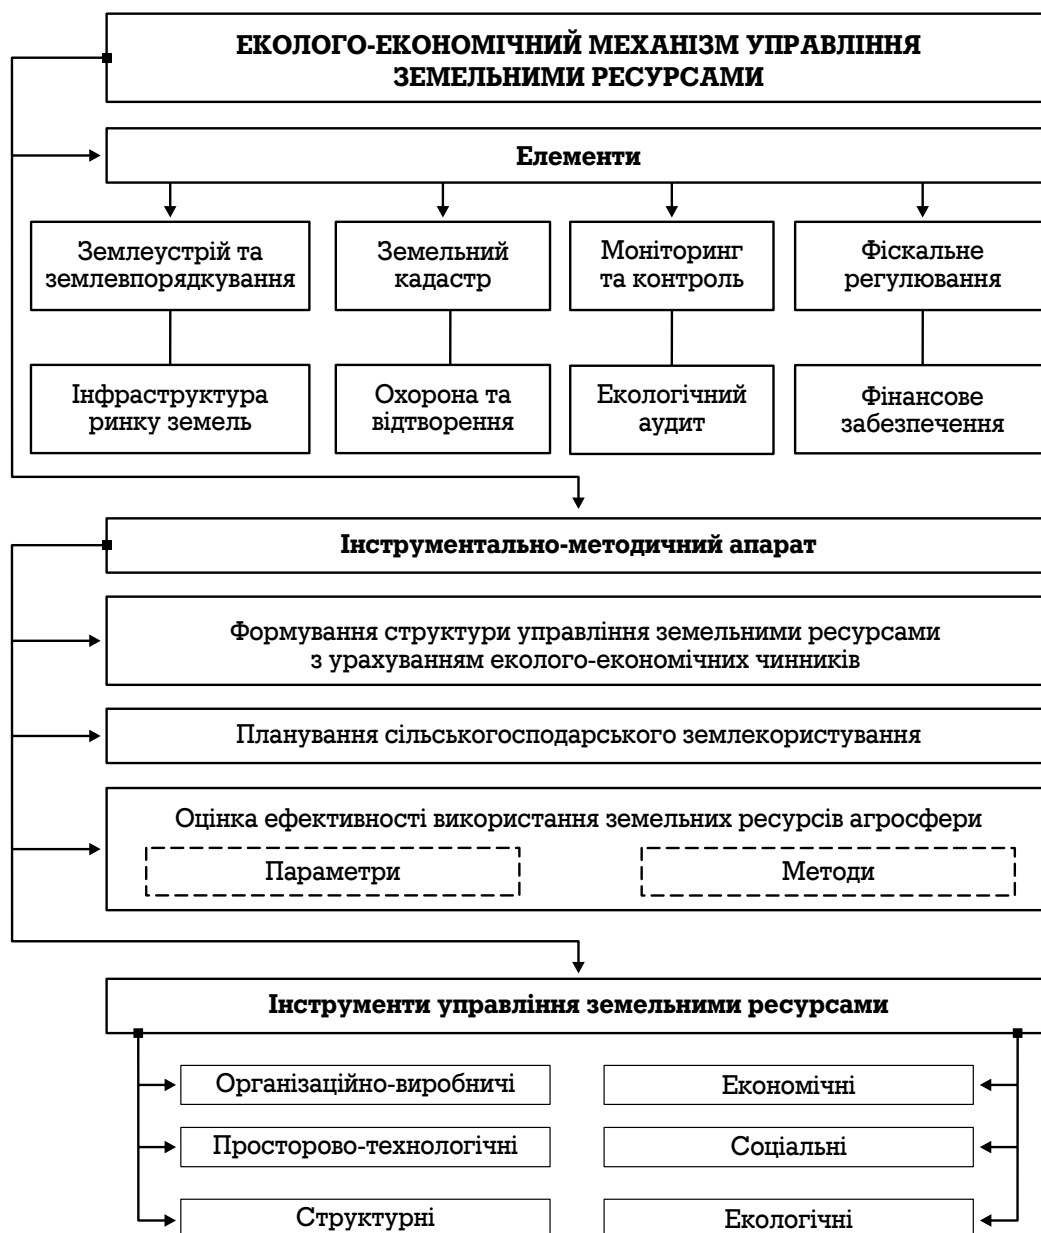 ЕКОЛОГО-ЕКОНОМІЧНИЙ МЕХАНІЗМ УПРАВЛІННЯ
ЗЕМЕЛЬНИМИ РЕСУРСАМИ
Елементи
Землеустрій та
землевпорядкування
Земельний
кадастр
Моніторинг
та контроль
Фіскальне
регулювання
Інфраструктура
ринку земель
Охорона та
відтворення
Екологічний
аудит
Фінансове
забезпечення
Інструментально-методичний апарат
Формування структури управління земельними ресурсами
з урахуванням еколого-економічних чинників
Планування сільськогосподарського землекористування
Оцінка ефективності використання земельних ресурсів агросфери
Параметри
Методи
Інструменти управління земельними ресурсами
Організаційно-виробничі
Економічні
Просторово-технологічні
Соціальні
Структурні
Екологічні